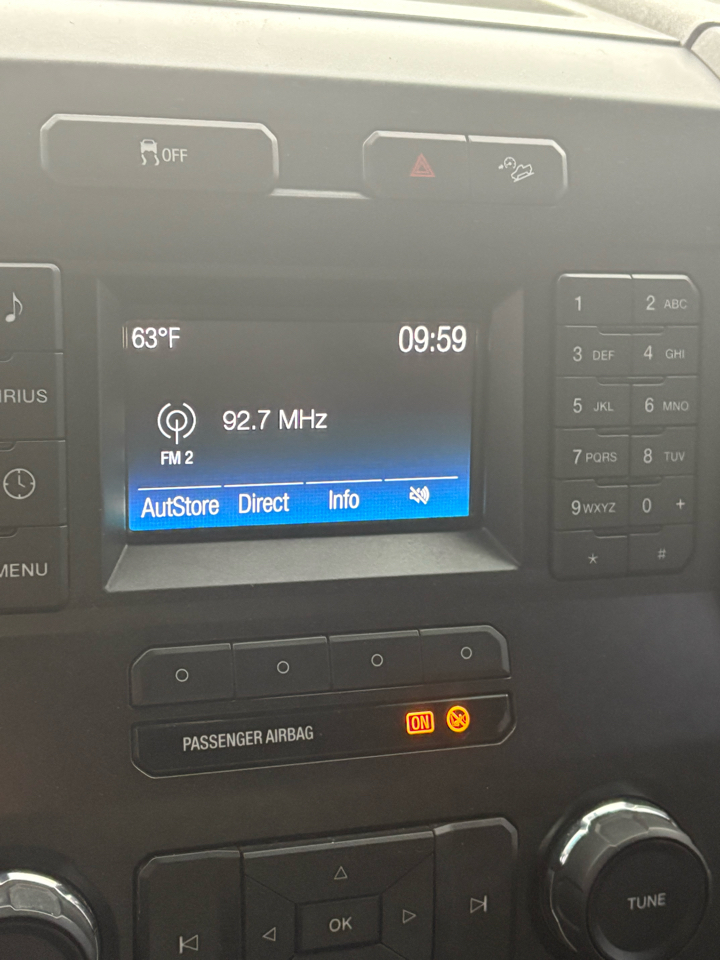 OFF
63°F
09:59
92.7 MHz
FM 2
AutStore Direct Info
IRIUS
MENU
1 2 ABC
3 DEF 4 GHI
5 JKL 6 MNO
7 PQRS 8 TUV
9 WXYZ 0 +
* #
PASSENGER AIRBAG ON
OK
TUNE